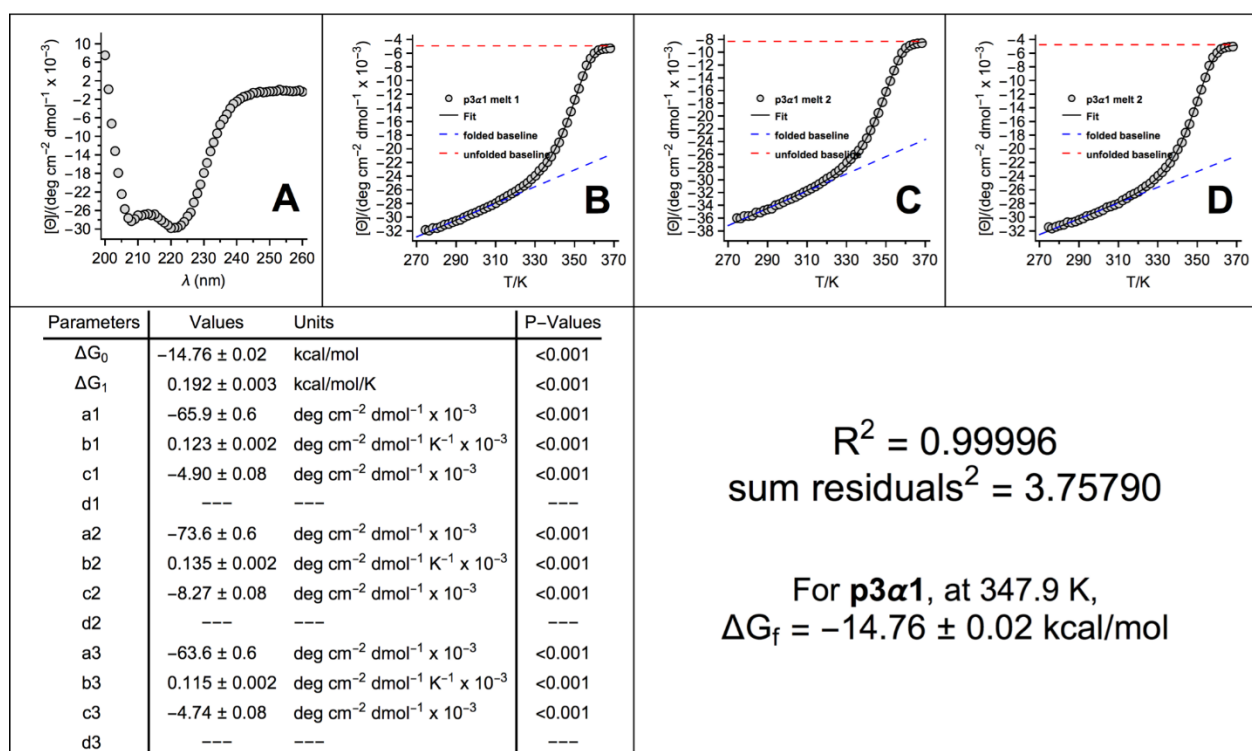 [Θ]/(deg cm−2 dmol−1 x 10−3)
10
6
2
−2
−6
−10
−14
−18
−22
−26
−30
200 210 220 230 240 250 260
λ (nm)
A
[Θ]/(deg cm−2 dmol−1 x 10−3)
−4
−8
−12
−16
−20
−24
−28
−32
p3α1 melt 1
Fit
folded baseline
unfolded baseline
270 290 310 330 350 370
T/K
B
[Θ]/(deg cm−2 dmol−1 x 10−3)
−8
−10
−12
−14
−16
−18
−20
−22
−24
−26
−28
−30
−32
−34
−36
−38
p3α1 melt 2
Fit
folded baseline
unfolded baseline
270 290 310 330 350 370
T/K
C
[Θ]/(deg cm−2 dmol−1 x 10−3)
−4
−6
−8
−10
−12
−14
−16
−18
−20
−22
−24
−26
−28
−30
−32
p3α1 melt 2
Fit
folded baseline
unfolded baseline
270 290 310 330 350 370
T/K
D
Parameters Values Units P−Values
ΔG0 −14.76 ± 0.02 kcal/mol <0.001
ΔG1 0.192 ± 0.003 kcal/mol/K <0.001
a1 −65.9 ± 0.6 deg cm−2 dmol−1 x 10−3 <0.001
b1 0.123 ± 0.002 deg cm−2 dmol−1 K−1 x 10−3 <0.001
c1 −4.90 ± 0.08 deg cm−2 dmol−1 x 10−3 <0.001
d1 −−− −−− −−−
a2 −73.6 ± 0.6 deg cm−2 dmol−1 x 10−3 <0.001
b2 0.135 ± 0.002 deg cm−2 dmol−1 K−1 x 10−3 <0.001
c2 −8.27 ± 0.08 deg cm−2 dmol−1 x 10−3 <0.001
d2 −−− −−− −−−
a3 −63.6 ± 0.6 deg cm−2 dmol−1 x 10−3 <0.001
b3 0.115 ± 0.002 deg cm−2 dmol−1 K−1 x 10−3 <0.001
c3 −4.74 ± 0.08 deg cm−2 dmol−1 x 10−3 <0.001
d3 −−− −−− −−−
R2 = 0.99996
sum residuals2 = 3.75790
For p3α1, at 347.9 K,
ΔGf = −14.76 ± 0.02 kcal/mol